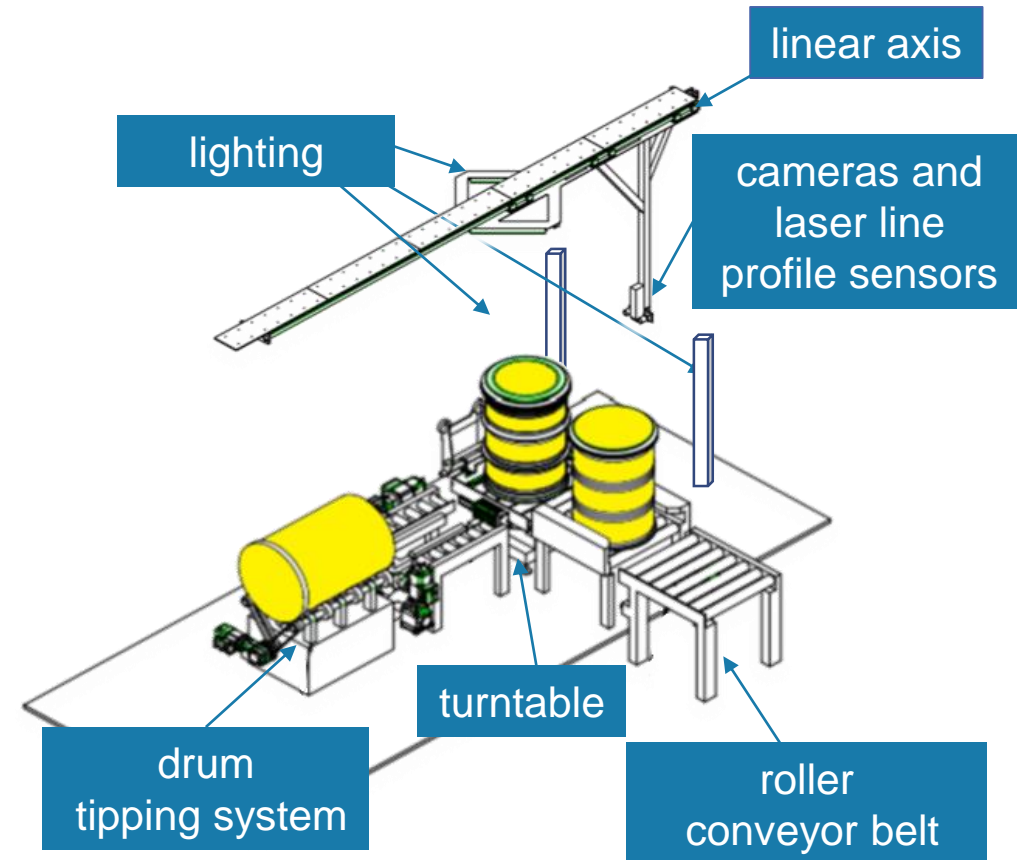 linear axis
lighting
cameras and
laser line
profile sensors
turntable
drum
tipping system
roller
conveyor belt